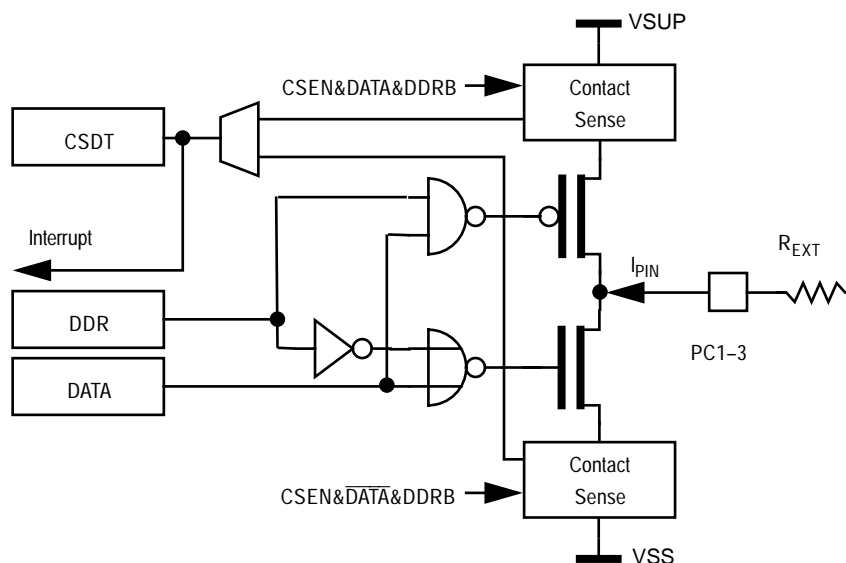 VSUP
CSEN&DATA&DDRB
Contact
Sense
CSDT
Interrupt
I_PIN
R_EXT
DDR
PC1–3
DATA
Contact
Sense
CSEN&D̅A̅T̅A̅&DDRB
VSS